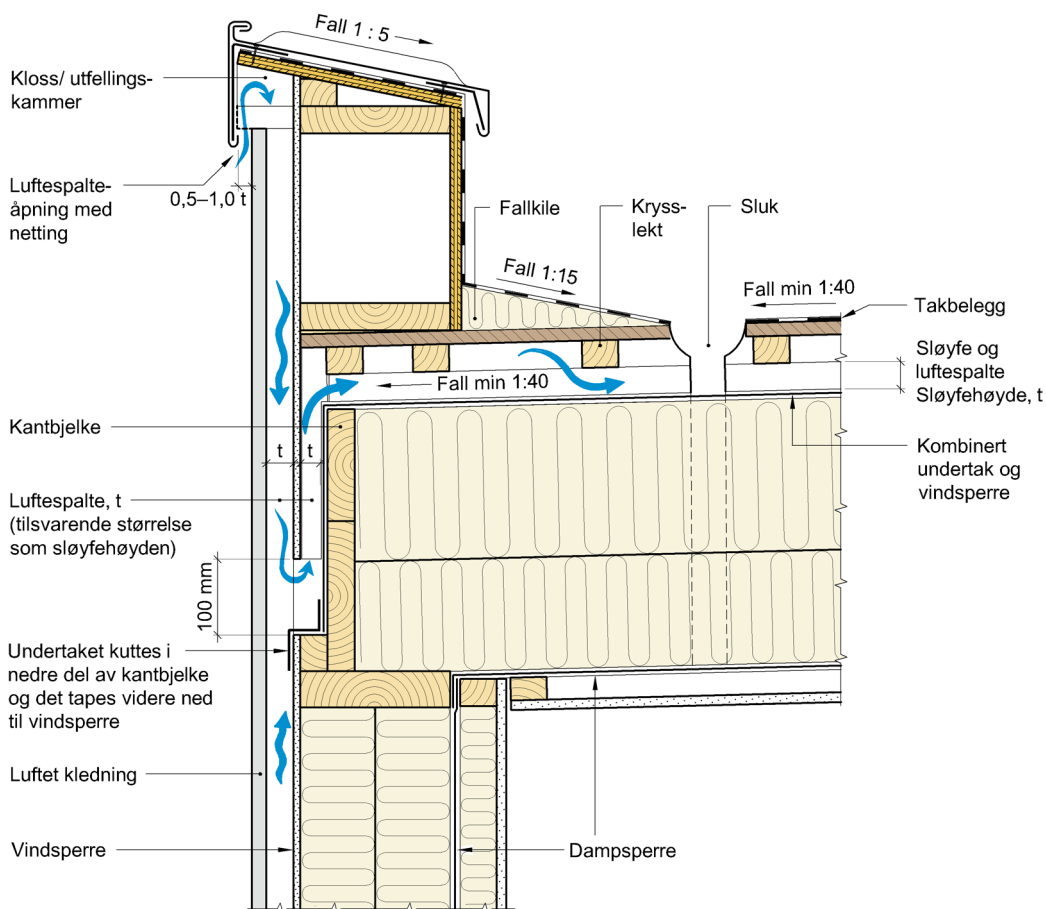 Fall 1 : 5
Kloss/ utfellings-
kammer
Luftespalte-
åpning med
netting
0,5–1,0 t
Fallkile
Kryss-
lekt
Sluk
Fall 1:15
Fall min 1:40
Takbelegg
Sløyfe og
luftespalte
Sløyfehøyde, t
Fall min 1:40
Kantbjelke
t
t
Kombinert
undertak og
vindsperre
Luftespalte, t
(tilsvarende størrelse
som sløyfehøyden)
100 mm
Undertaket kuttes i
nedre del av kantbjelke
og det tapes videre ned
til vindsperre
Luftet kledning
Vindsperre
Dampsperre